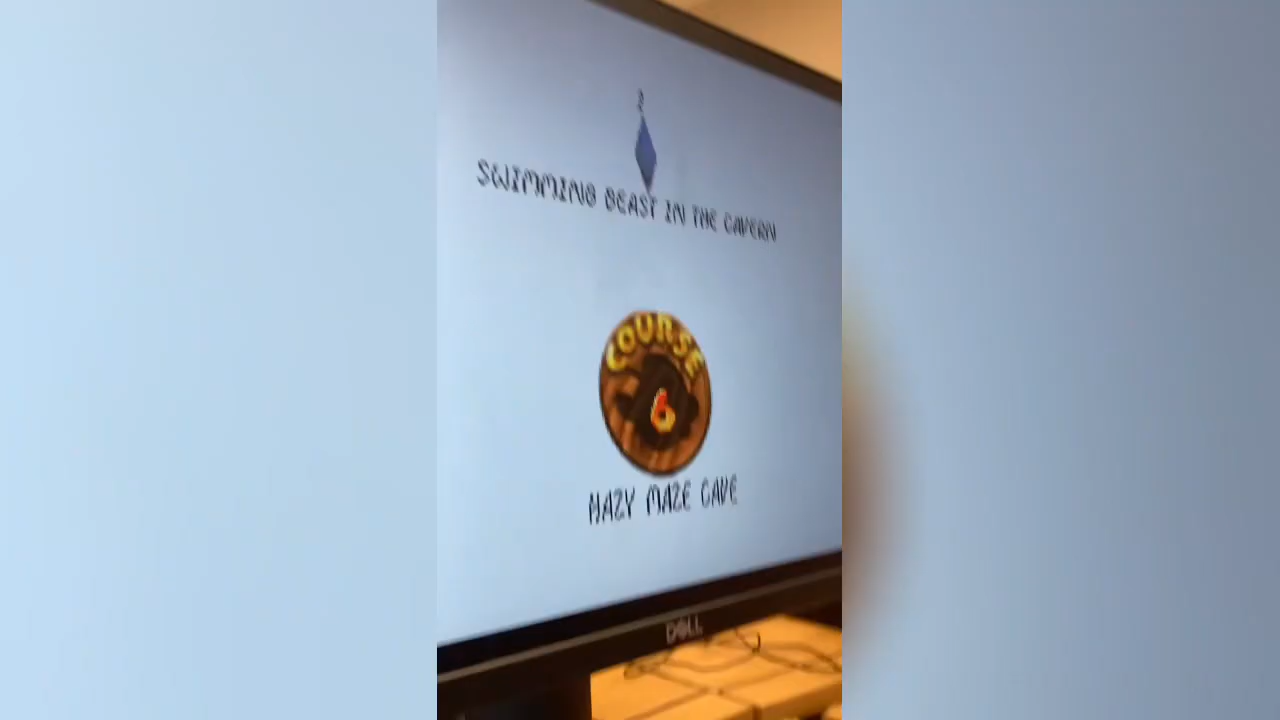 SWIMMING BEAST IN THE CAVERN
COURSE
6
HAZY MAZE CAVE
DELL